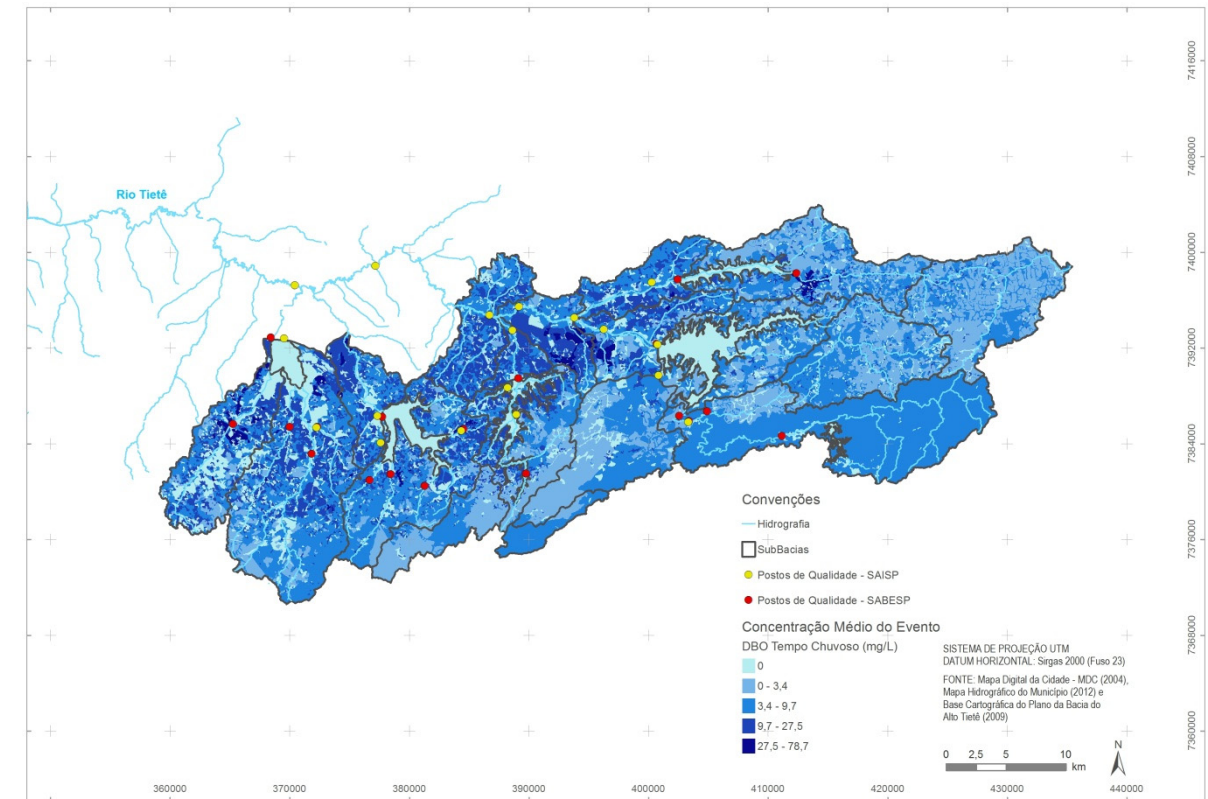 Rio Tietê
7416000
7408000
7400000
7392000
7384000
7376000
7368000
7360000
Convenções
Hidrografia
SubBacias
Postos de Qualidade - SAISP
Postos de Qualidade - SABESP
Concentração Médio do Evento
DBO Tempo Chuvoso (mg/L)
0
0 - 3,4
3,4 - 9,7
9,7 - 27,5
27,5 - 78,7
SISTEMA DE PROJEÇÃO UTM
DATUM HORIZONTAL: Sirgas 2000 (Fuso 23)
FONTE: Mapa Digital da Cidade - MDC (2004),
Mapa Hidrográfico do Município (2012) e
Base Cartográfica do Plano da Bacia do
Alto Tietê (2009)
0 2,5 5 10
km
N
360000 370000 380000 390000 400000 410000 420000 430000 440000